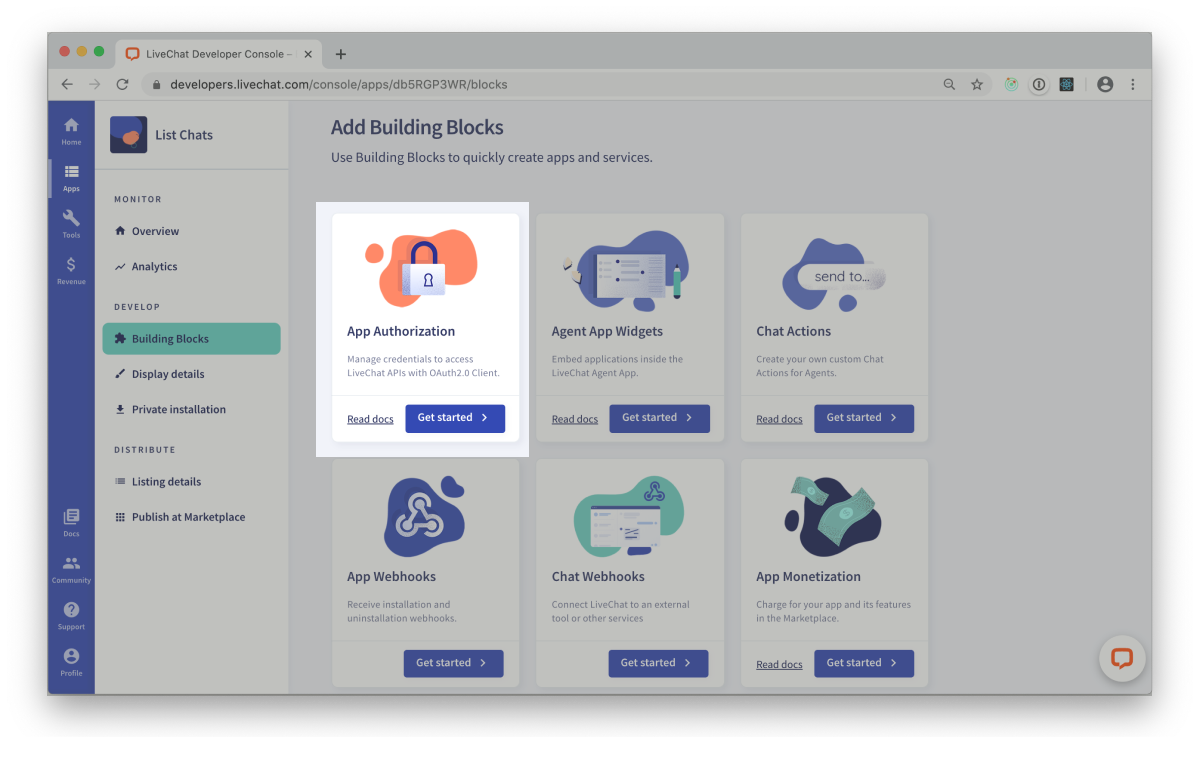 LiveChat Developer Console –
developers.livechat.com/console/apps/db5RGP3WR/blocks
Home
Apps
Tools
Revenue
Docs
Community
Support
Profile
List Chats
MONITOR
Overview
Analytics
DEVELOP
Building Blocks
Display details
Private installation
DISTRIBUTE
Listing details
Publish at Marketplace
Add Building Blocks
Use Building Blocks to quickly create apps and services.
App Authorization
Manage credentials to access
LiveChat APIs with OAuth2.0 Client.
Read docs
Get started
Agent App Widgets
Embed applications inside the
LiveChat Agent App.
Read docs
Get started
send to...
Chat Actions
Create your own custom Chat
Actions for Agents.
Read docs
Get started
App Webhooks
Receive installation and
uninstallation webhooks.
Get started
Chat Webhooks
Connect LiveChat to an external
tool or other services
Get started
App Monetization
Charge for your app and its features
in the Marketplace.
Read docs
Get started